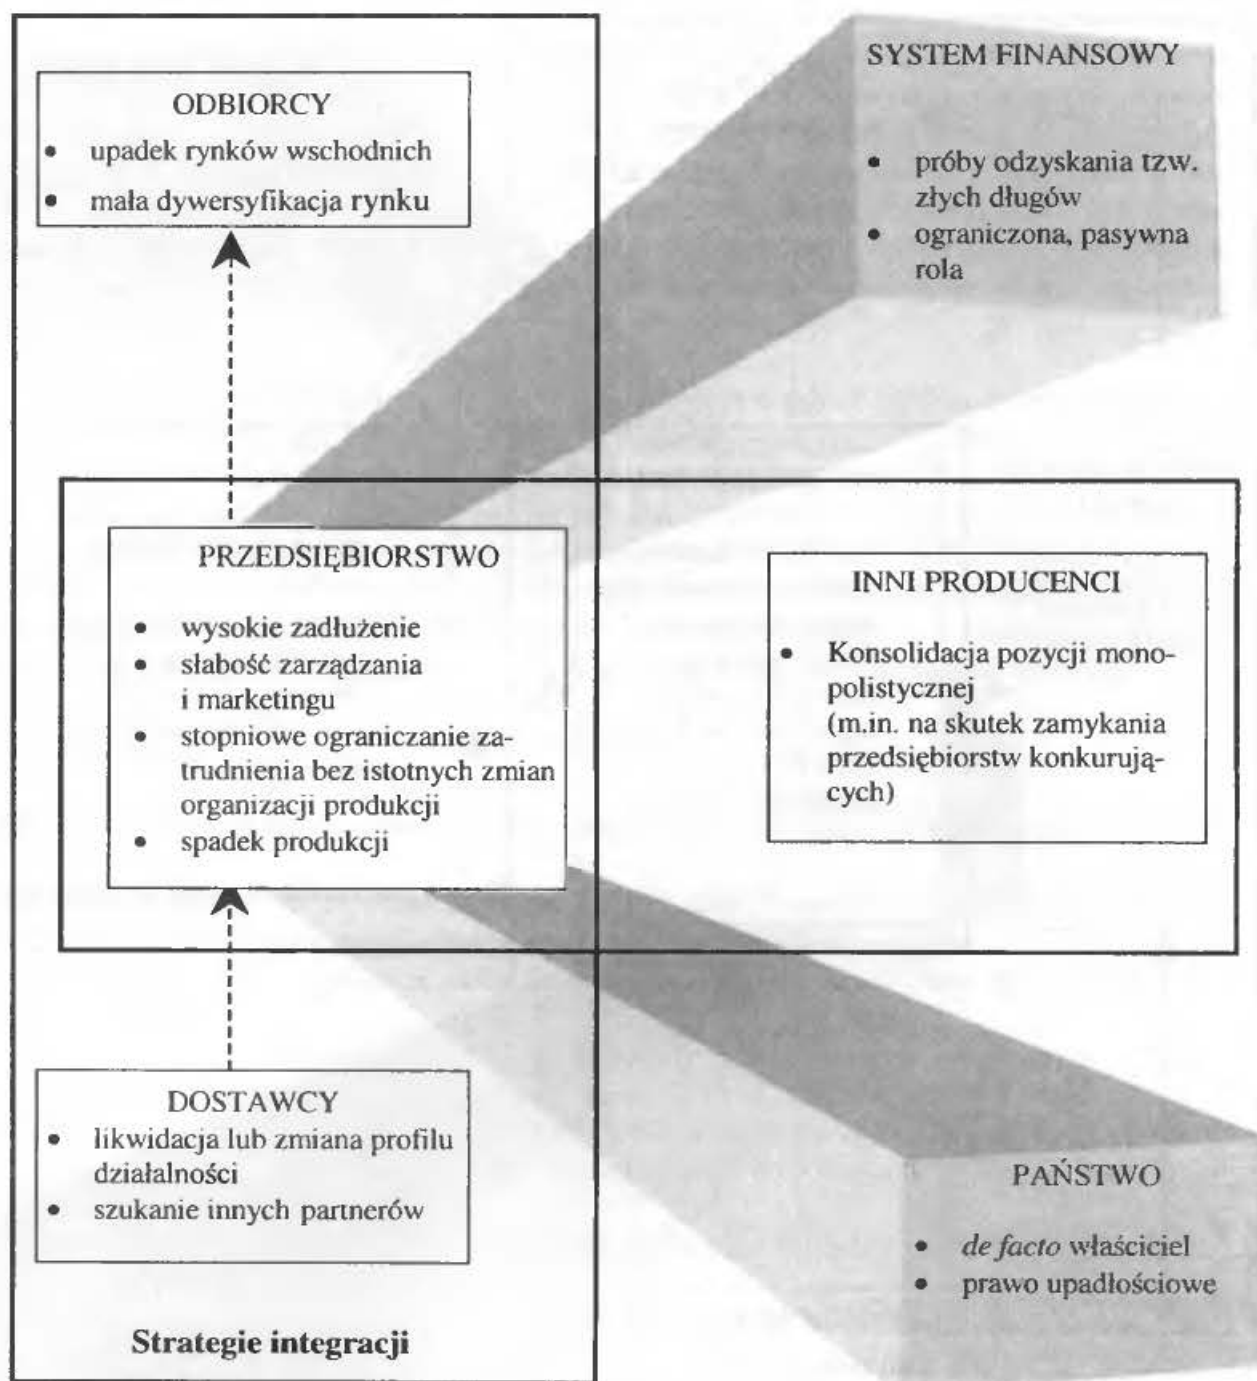 SYSTEM FINANSOWY
• próby odzyskania tzw.
złych długów
• ograniczona, pasywna
rola
ODBIORCY
• upadek rynków wschodnich
• mała dywersyfikacja rynku
PRZEDSIĘBIORSTWO
• wysokie zadłużenie
• słabość zarządzania
i marketingu
• stopniowe ograniczanie za-
trudnienia bez istotnych zmian
organizacji produkcji
• spadek produkcji
INNI PRODUCENCI
• Konsolidacja pozycji mono-
polistycznej
(m.in. na skutek zamykania
przedsiębiorstw konkurują-
cych)
DOSTAWCY
• likwidacja lub zmiana profilu
działalności
• szukanie innych partnerów
PAŃSTWO
• de facto właściciel
• prawo upadłościowe
Strategie integracji